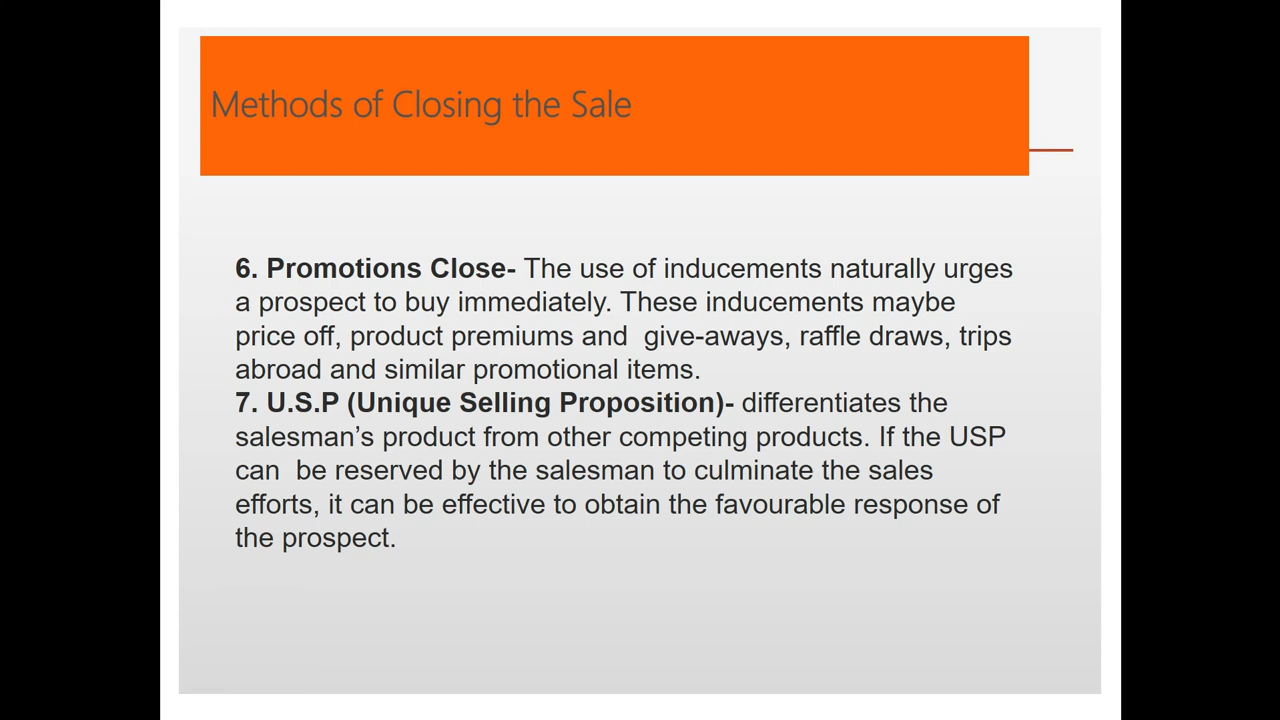 Methods of Closing the Sale
6. Promotions Close- The use of inducements naturally urges
a prospect to buy immediately. These inducements maybe
price off, product premiums and  give-aways, raffle draws, trips
abroad and similar promotional items.
7. U.S.P (Unique Selling Proposition)- differentiates the
salesman’s product from other competing products. If the USP
can  be reserved by the salesman to culminate the sales
efforts, it can be effective to obtain the favourable response of
the prospect.